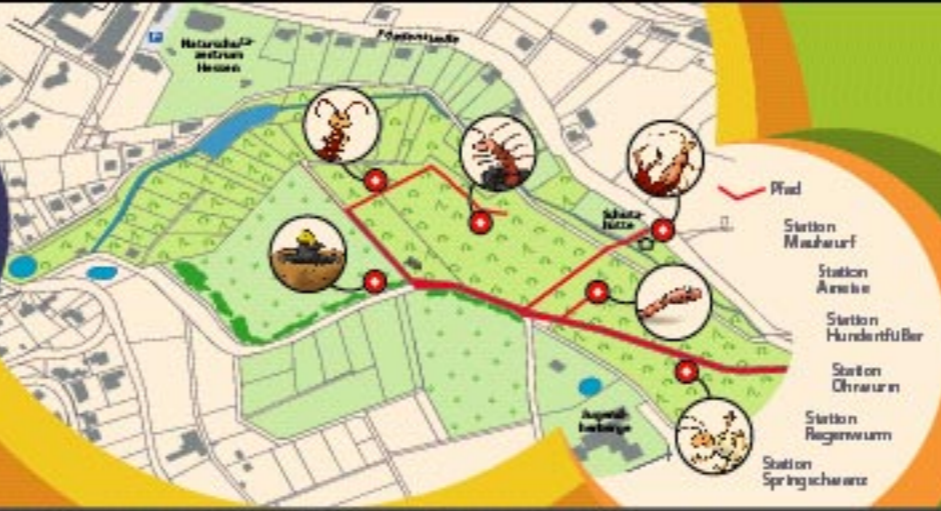 P
Naturschutz-
zentrum
Hessen
Friedenstraße
Schutz-
hütte
Jugend-
herberge
Pfad
Station
Maulwurf
Station
Ameise
Station
Hundertfüßer
Station
Ohrwurm
Station
Regenwurm
Station
Springschwanz